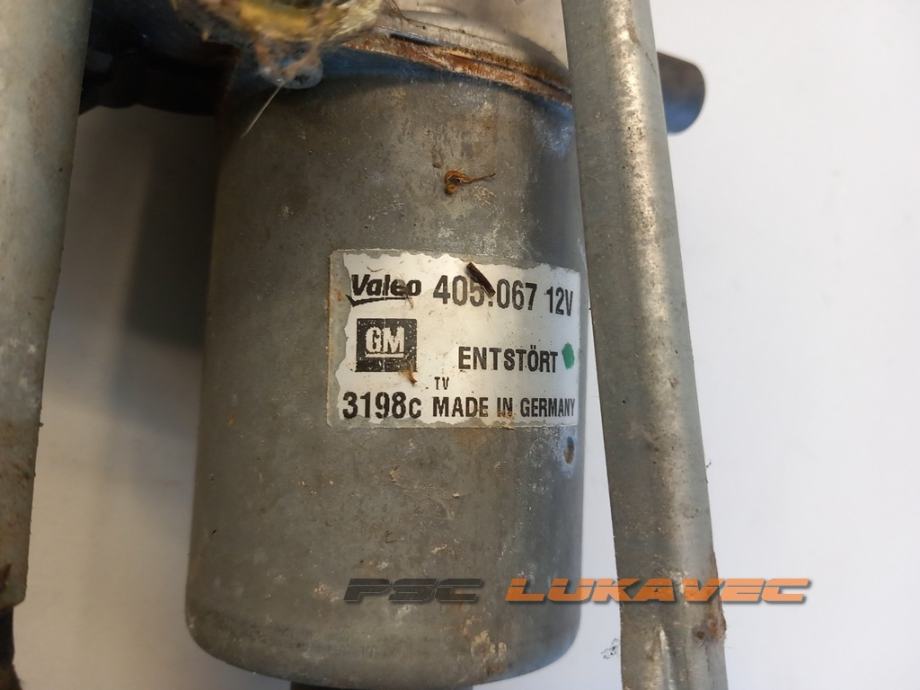 Valeo 405.067 12V
GM ENTSTÖRT
TV
3198c MADE IN GERMANY
PSC LUKAVEC